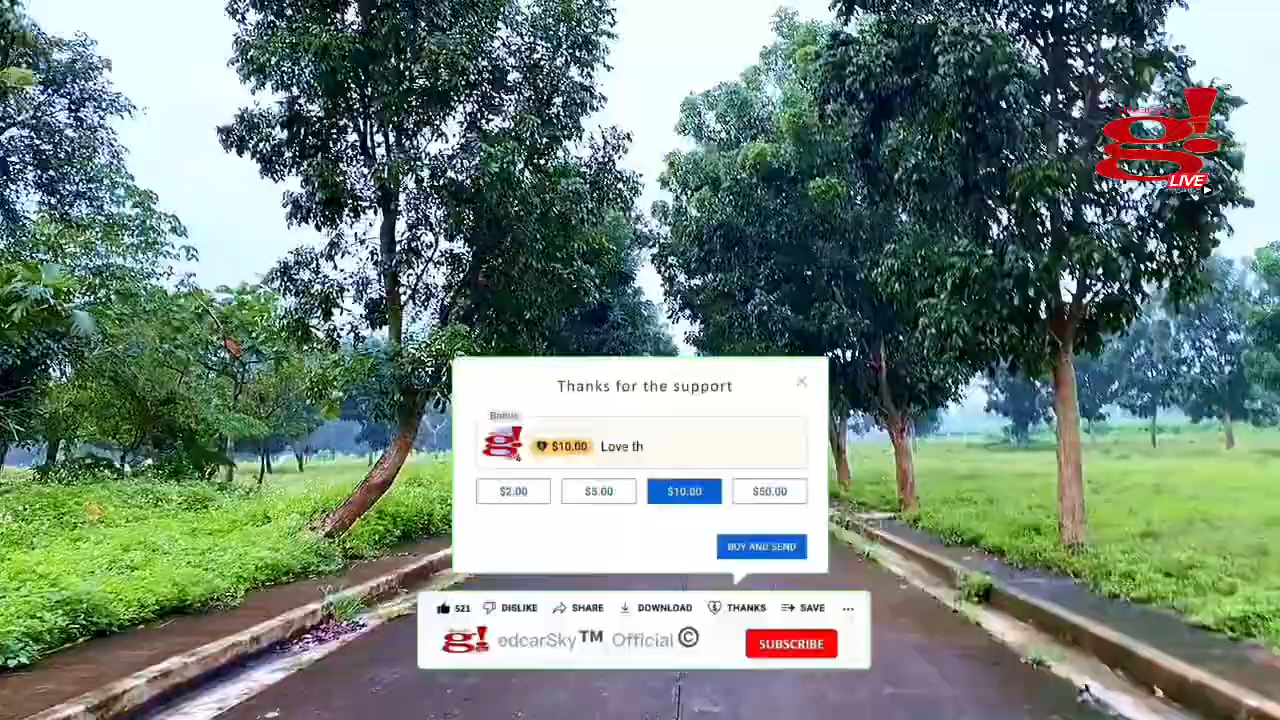 g!
LIVE
Thanks for the support
×
Bonus
g!
$10.00 Love th
$2.00 $5.00 $10.00 $50.00
BUY AND SEND
521 DISLIKE SHARE DOWNLOAD THANKS SAVE ...
g! edcarSky™ Official ©
SUBSCRIBE